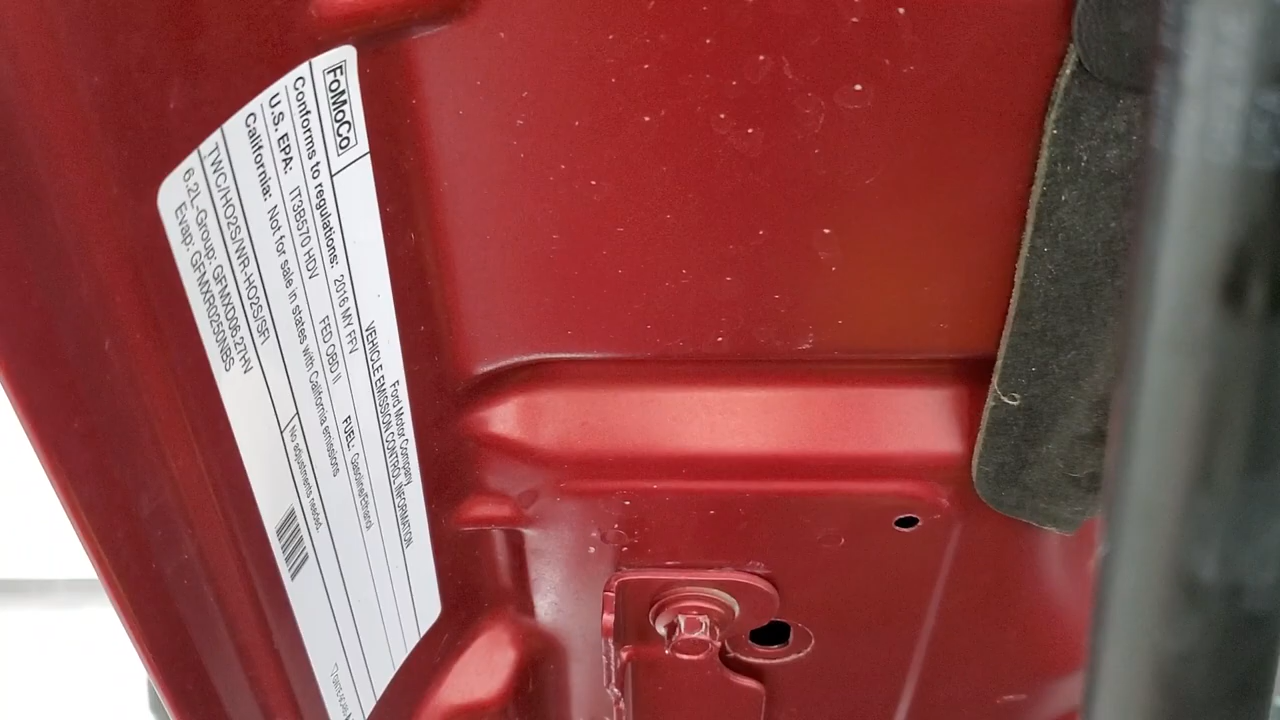 FoMoCo
Ford Motor Company
VEHICLE EMISSION CONTROL INFORMATION
Conforms to regulations: 2016 MY FFV FUEL: Gasoline/Ethanol
U.S. EPA: IT3B570 HDV FED OBD II
California: Not for sale in states with California emissions
TWC/HO2S/WR-HO2S/SFI No adjustments needed.
6.2L-Group: GFMXD06.27HV
Evap: GFMXR0250NBS